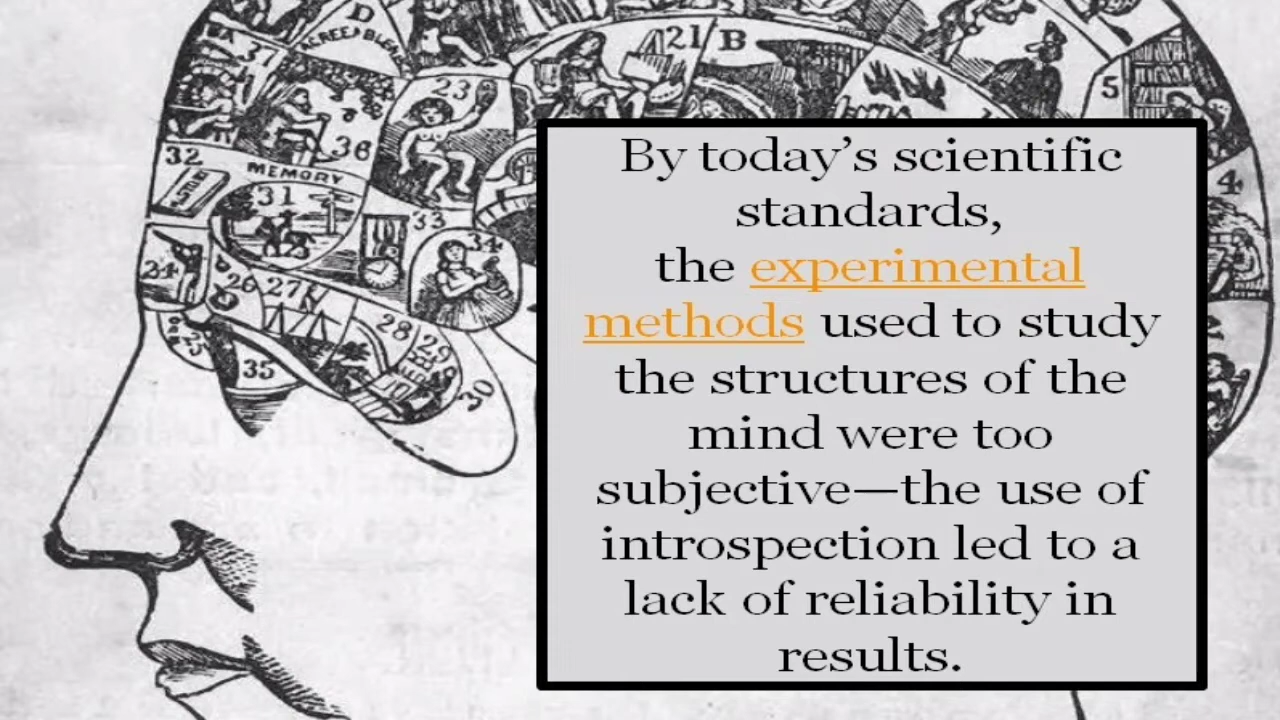 D
AGREEABLE
37
21
B
5
23
36
32
MEMORY
31
33
4
34
24
26
27
28
29
35
30
By today’s scientific
standards,
the experimental
methods used to study
the structures of the
mind were too
subjective—the use of
introspection led to a
lack of reliability in
results.